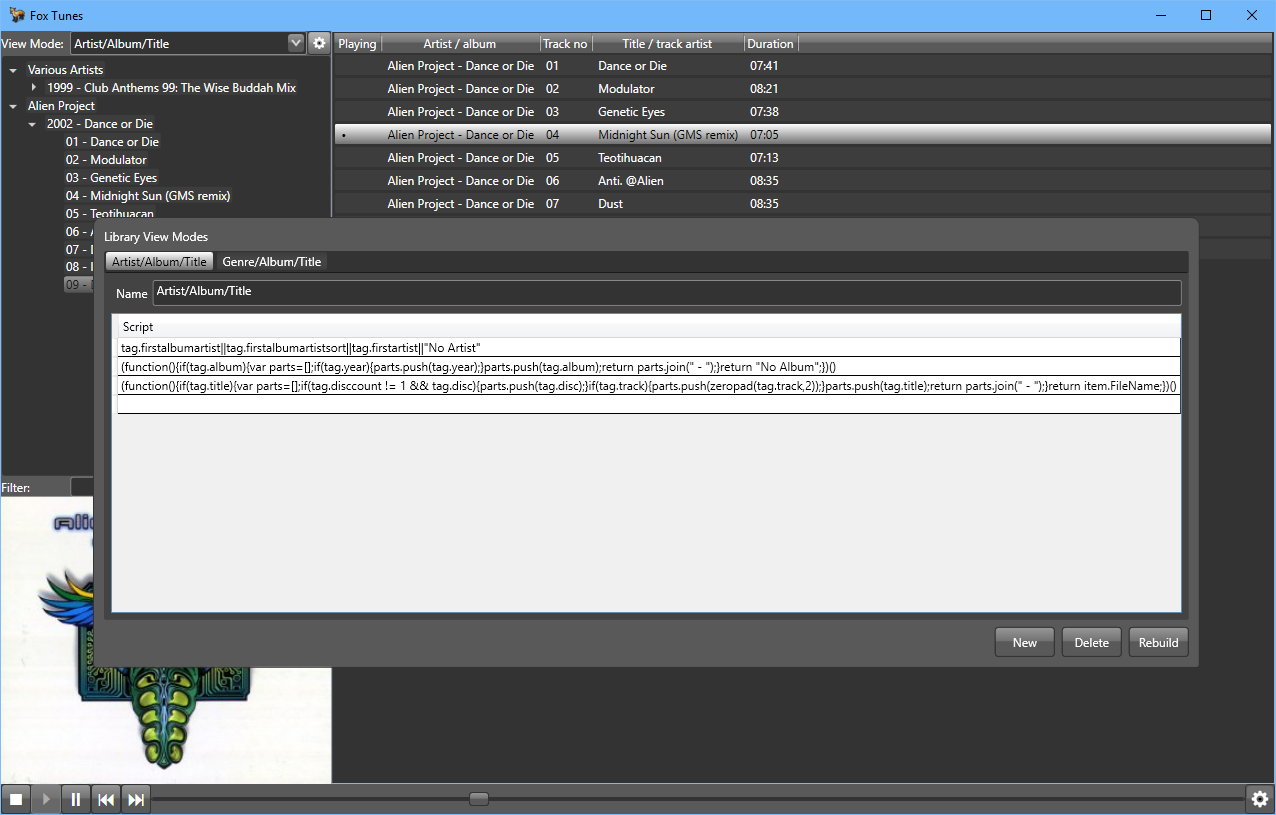 Fox Tunes
View Mode: Artist/Album/Title
Various Artists
1999 - Club Anthems 99: The Wise Buddah Mix
Alien Project
2002 - Dance or Die
01 - Dance or Die
02 - Modulator
03 - Genetic Eyes
04 - Midnight Sun (GMS remix)
05 - Teotihuacan
06 -
07 -
08 -
09 -
Playing Artist / album Track no Title / track artist Duration
Alien Project - Dance or Die 01 Dance or Die 07:41
Alien Project - Dance or Die 02 Modulator 08:21
Alien Project - Dance or Die 03 Genetic Eyes 07:38
• Alien Project - Dance or Die 04 Midnight Sun (GMS remix) 07:05
Alien Project - Dance or Die 05 Teotihuacan 07:13
Alien Project - Dance or Die 06 Anti. @Alien 08:35
Alien Project - Dance or Die 07 Dust 08:35
Library View Modes
Artist/Album/Title Genre/Album/Title
Name Artist/Album/Title
Script
tag.firstalbumartist||tag.firstalbumartistsort||tag.firstartist||"No Artist"
(function(){if(tag.album){var parts=[];if(tag.year){parts.push(tag.year);}parts.push(tag.album);return parts.join(" - ");}return "No Album";})()
(function(){if(tag.title){var parts=[];if(tag.disccount != 1 && tag.disc){parts.push(tag.disc);}if(tag.track){parts.push(zeropad(tag.track,2));}parts.push(tag.title);return parts.join(" - ");}return item.FileName;})()
New Delete Rebuild
Filter: